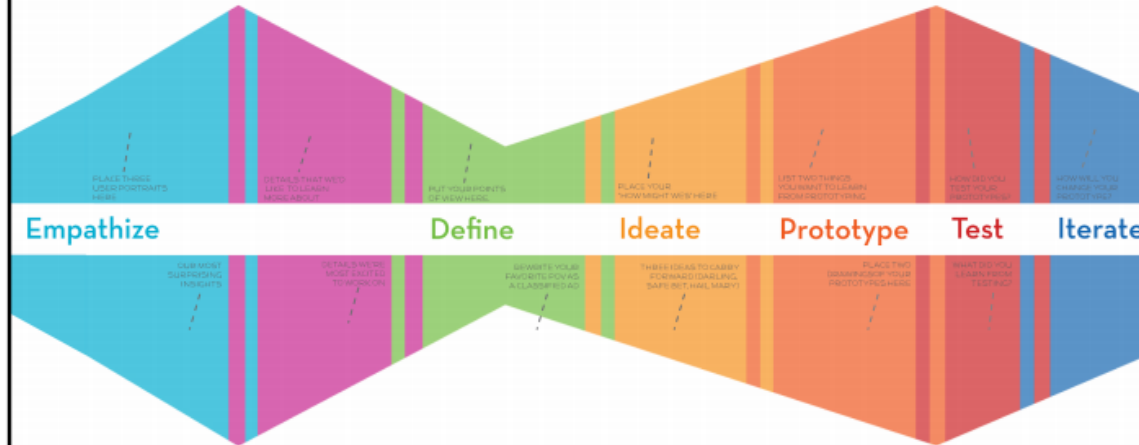 PLACE THREE
USER PORTRAITS
HERE
DETAILS THAT WE'D
LIKE TO LEARN
MORE ABOUT
PUT YOUR POINTS
OF VIEW HERE.
PLACE YOUR
'HOW MIGHT WES' HERE
LIST TWO THINGS
YOU WANT TO LEARN
FROM PROTOTYPING
HOW DID YOU
TEST YOUR
PROTOTYPES?
HOW WILL YOU
CHANGE YOUR
PROTOTYPE?
Empathize Define Ideate Prototype Test Iterate
OUR MOST
SURPRISING
INSIGHTS
DETAILS WE'RE
MOST EXCITED
TO WORK ON
REWRITE YOUR
FAVORITE POV AS
A CLASSIFIED AD
THREE IDEAS TO CARRY
FORWARD (DARLING,
SAFE BET, HAIL MARY)
PLACE TWO
DRAWINGS OF YOUR
PROTOTYPES HERE
WHAT DID YOU
LEARN FROM
TESTING?